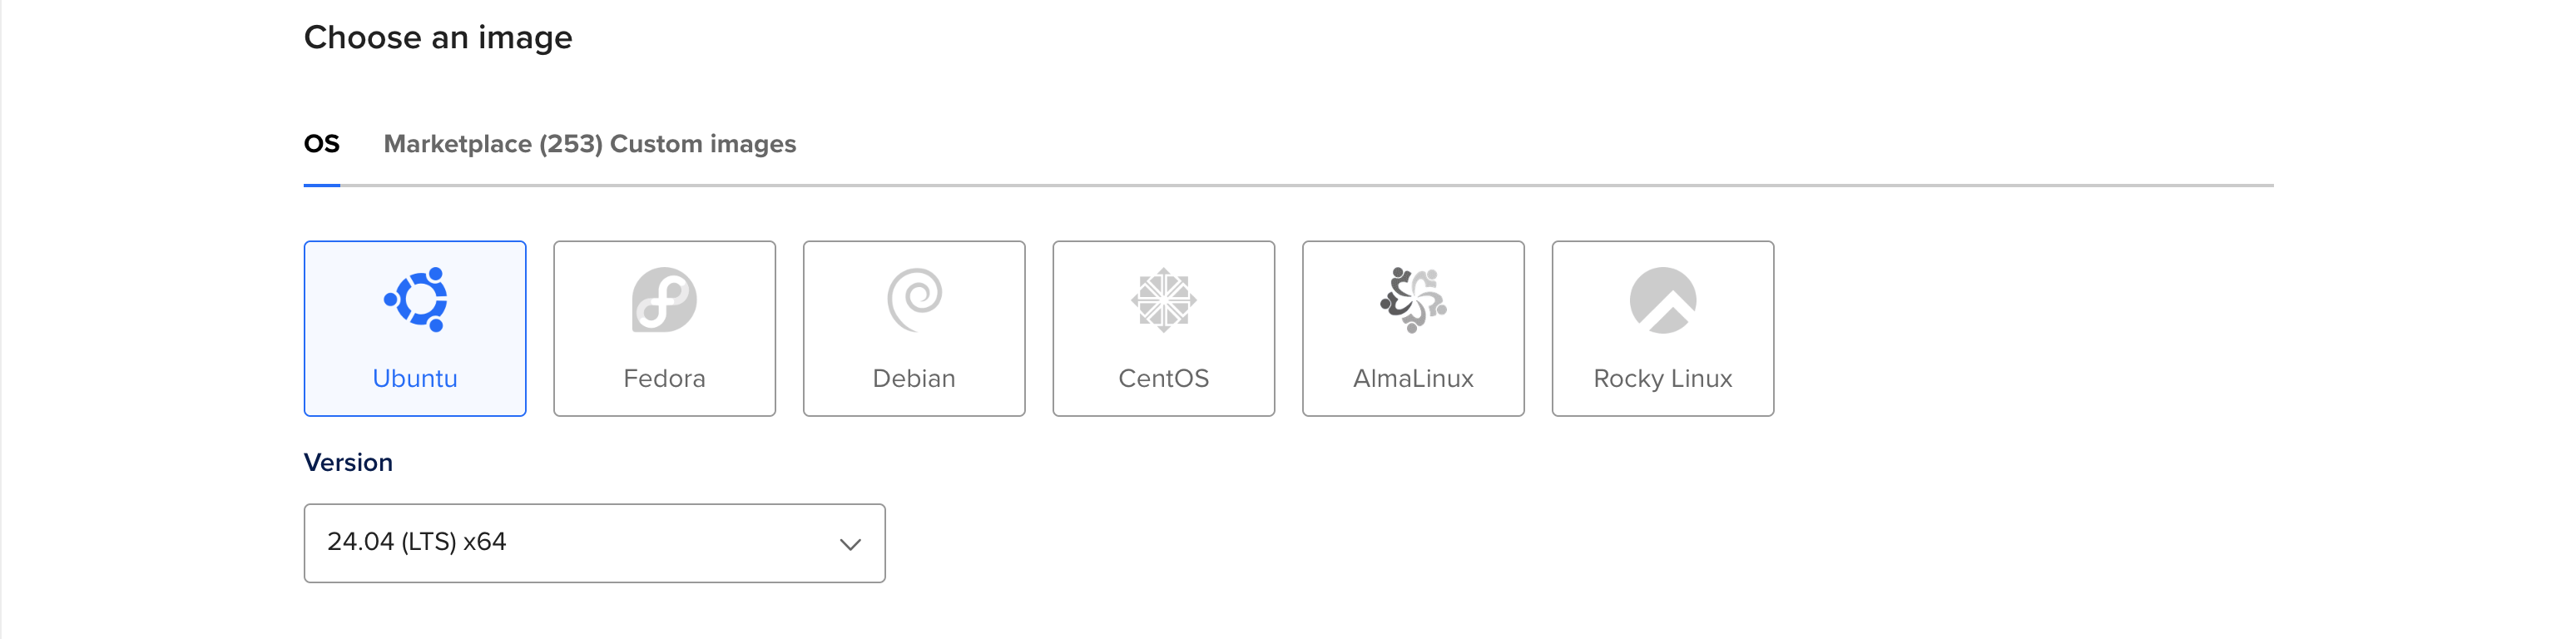 Choose an image
OS Marketplace (253) Custom images
Ubuntu Fedora Debian CentOS AlmaLinux Rocky Linux
Version
24.04 (LTS) x64